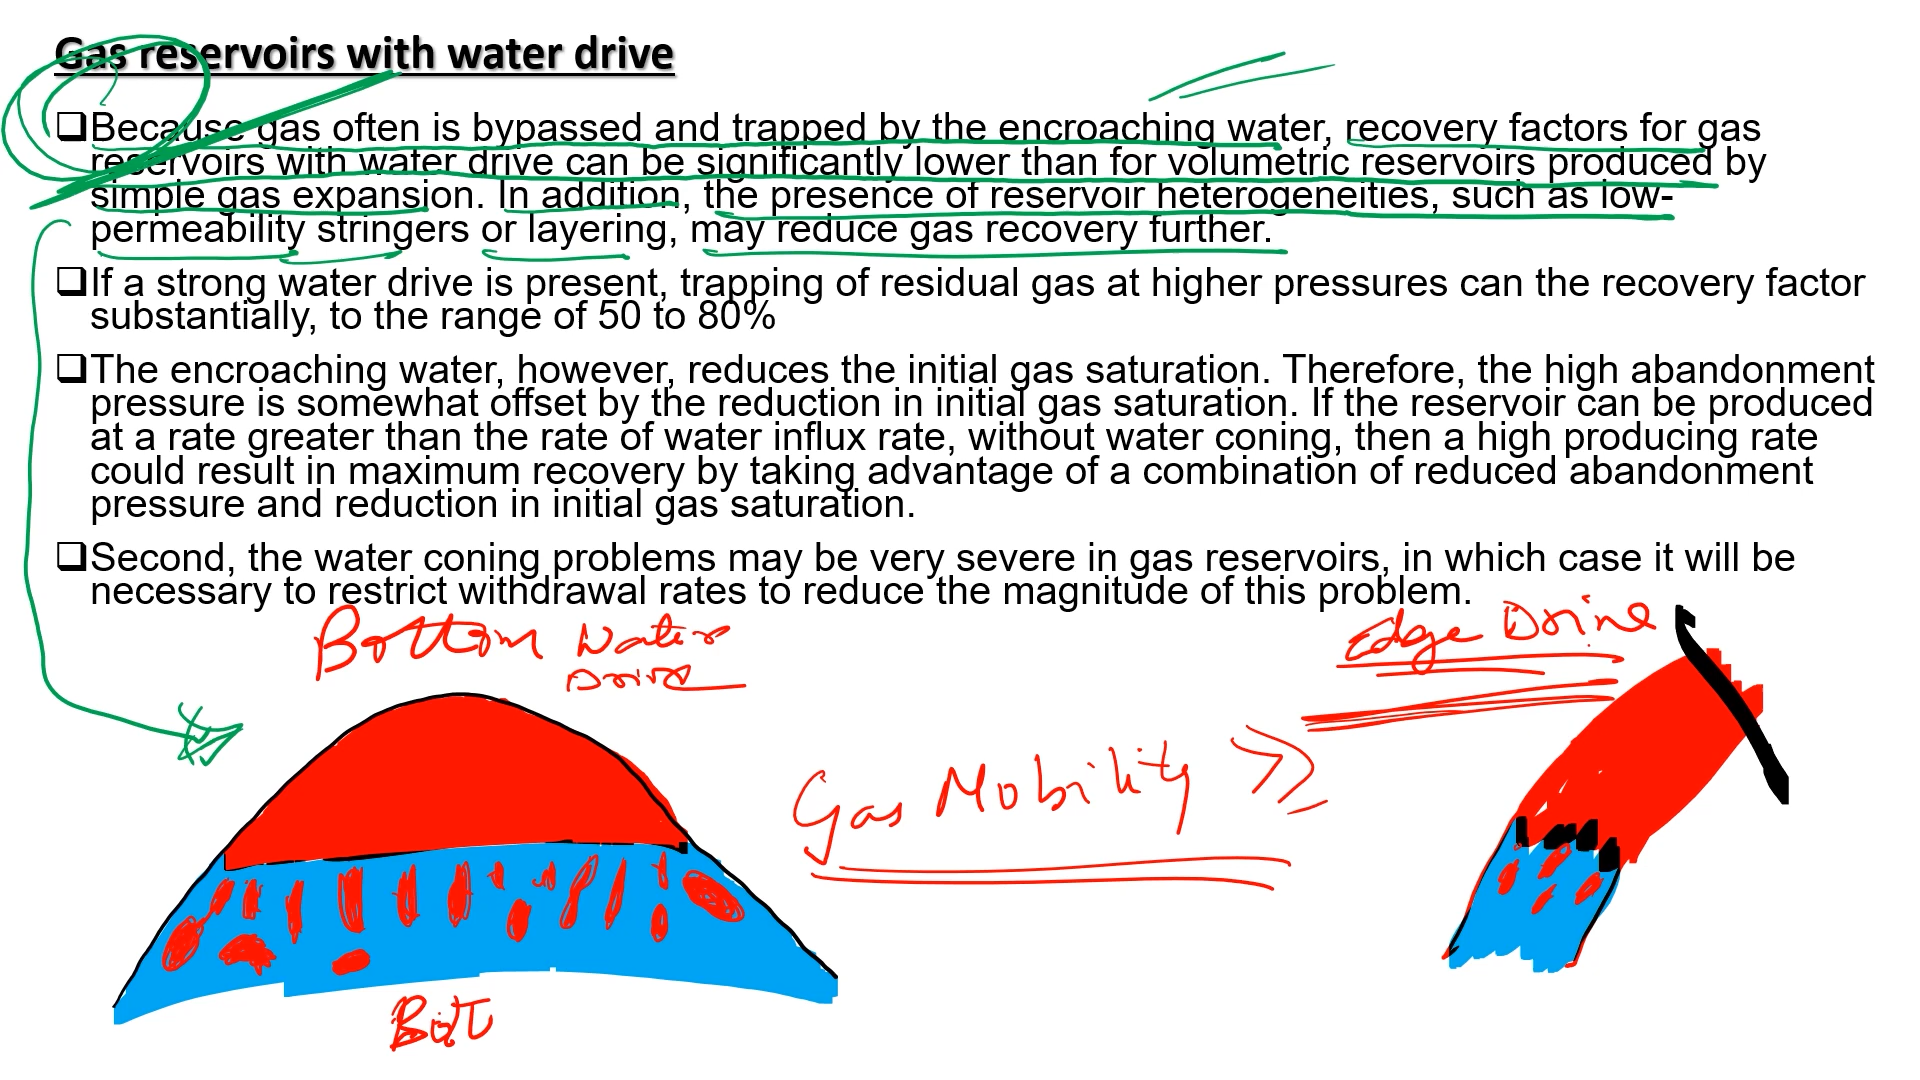 Gas reservoirs with water drive
❑Because gas often is bypassed and trapped by the encroaching water, recovery factors for gas
reservoirs with water drive can be significantly lower than for volumetric reservoirs produced by
simple gas expansion. In addition, the presence of reservoir heterogeneities, such as low-
permeability stringers or layering, may reduce gas recovery further.
❑If a strong water drive is present, trapping of residual gas at higher pressures can the recovery factor
substantially, to the range of 50 to 80%
❑The encroaching water, however, reduces the initial gas saturation. Therefore, the high abandonment
pressure is somewhat offset by the reduction in initial gas saturation. If the reservoir can be produced
at a rate greater than the rate of water influx rate, without water coning, then a high producing rate
could result in maximum recovery by taking advantage of a combination of reduced abandonment
pressure and reduction in initial gas saturation.
❑Second, the water coning problems may be very severe in gas reservoirs, in which case it will be
necessary to restrict withdrawal rates to reduce the magnitude of this problem.
Bottom Water
Drive
Edge Drive
Gas Mobility >>